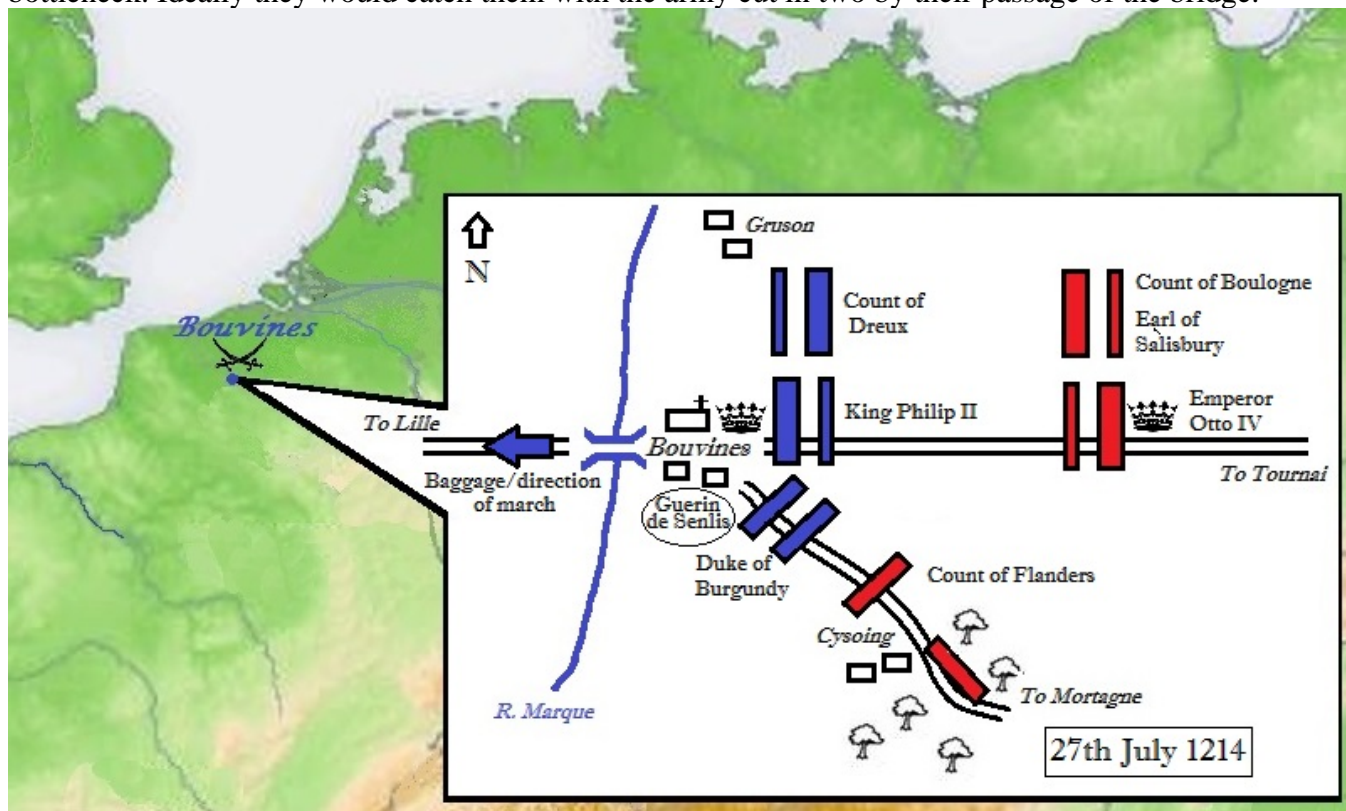 bottleneck. Ideally they would catch them with the army cut in two by their passage of the bridge.
Bouvines
N
Gruson
Count of
Dreux
Count of Boulogne
Earl of
Salisbury
To Lille
King Philip II
Emperor
Otto IV
Bouvines
To Tournai
Baggage/direction
of march
Guerin
de Senlis
Duke of
Burgundy
Count of Flanders
Cysoing
To Mortagne
R. Marque
27th July 1214